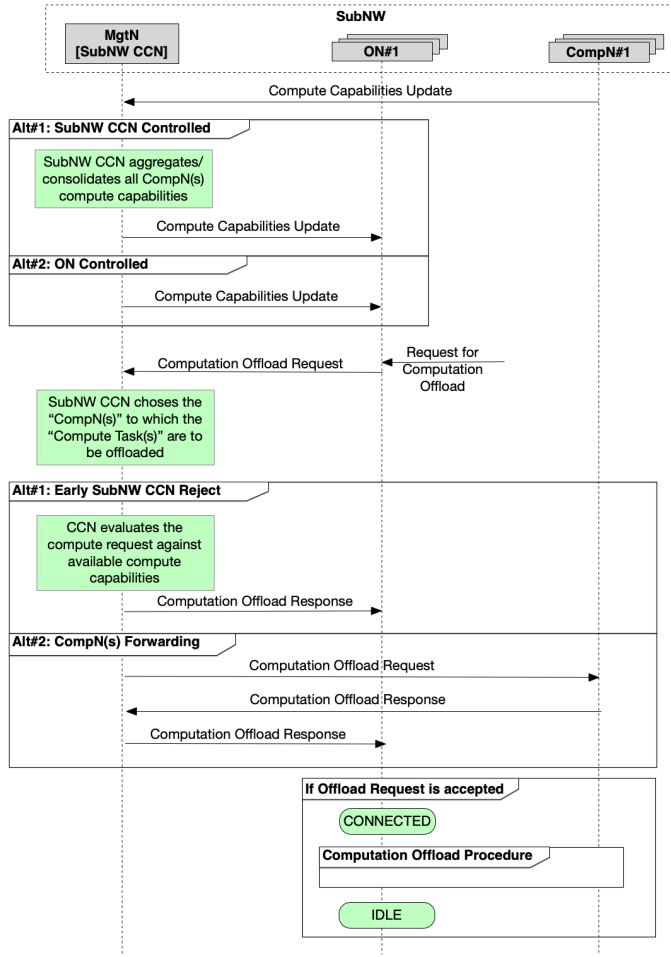 SubNW
MgtN
[SubNW CCN]
ON#1
CompN#1
Compute Capabilities Update
Alt#1: SubNW CCN Controlled
SubNW CCN aggregates/
consolidates all CompN(s)
compute capabilities
Compute Capabilities Update
Alt#2: ON Controlled
Compute Capabilities Update
Request for
Computation
Offload
Computation Offload Request
SubNW CCN choses the
“CompN(s)” to which the
“Compute Task(s)” are to
be offloaded
Alt#1: Early SubNW CCN Reject
CCN evaluates the
compute request against
available compute
capabilities
Computation Offload Response
Alt#2: CompN(s) Forwarding
Computation Offload Request
Computation Offload Response
Computation Offload Response
If Offload Request is accepted
CONNECTED
Computation Offload Procedure
IDLE